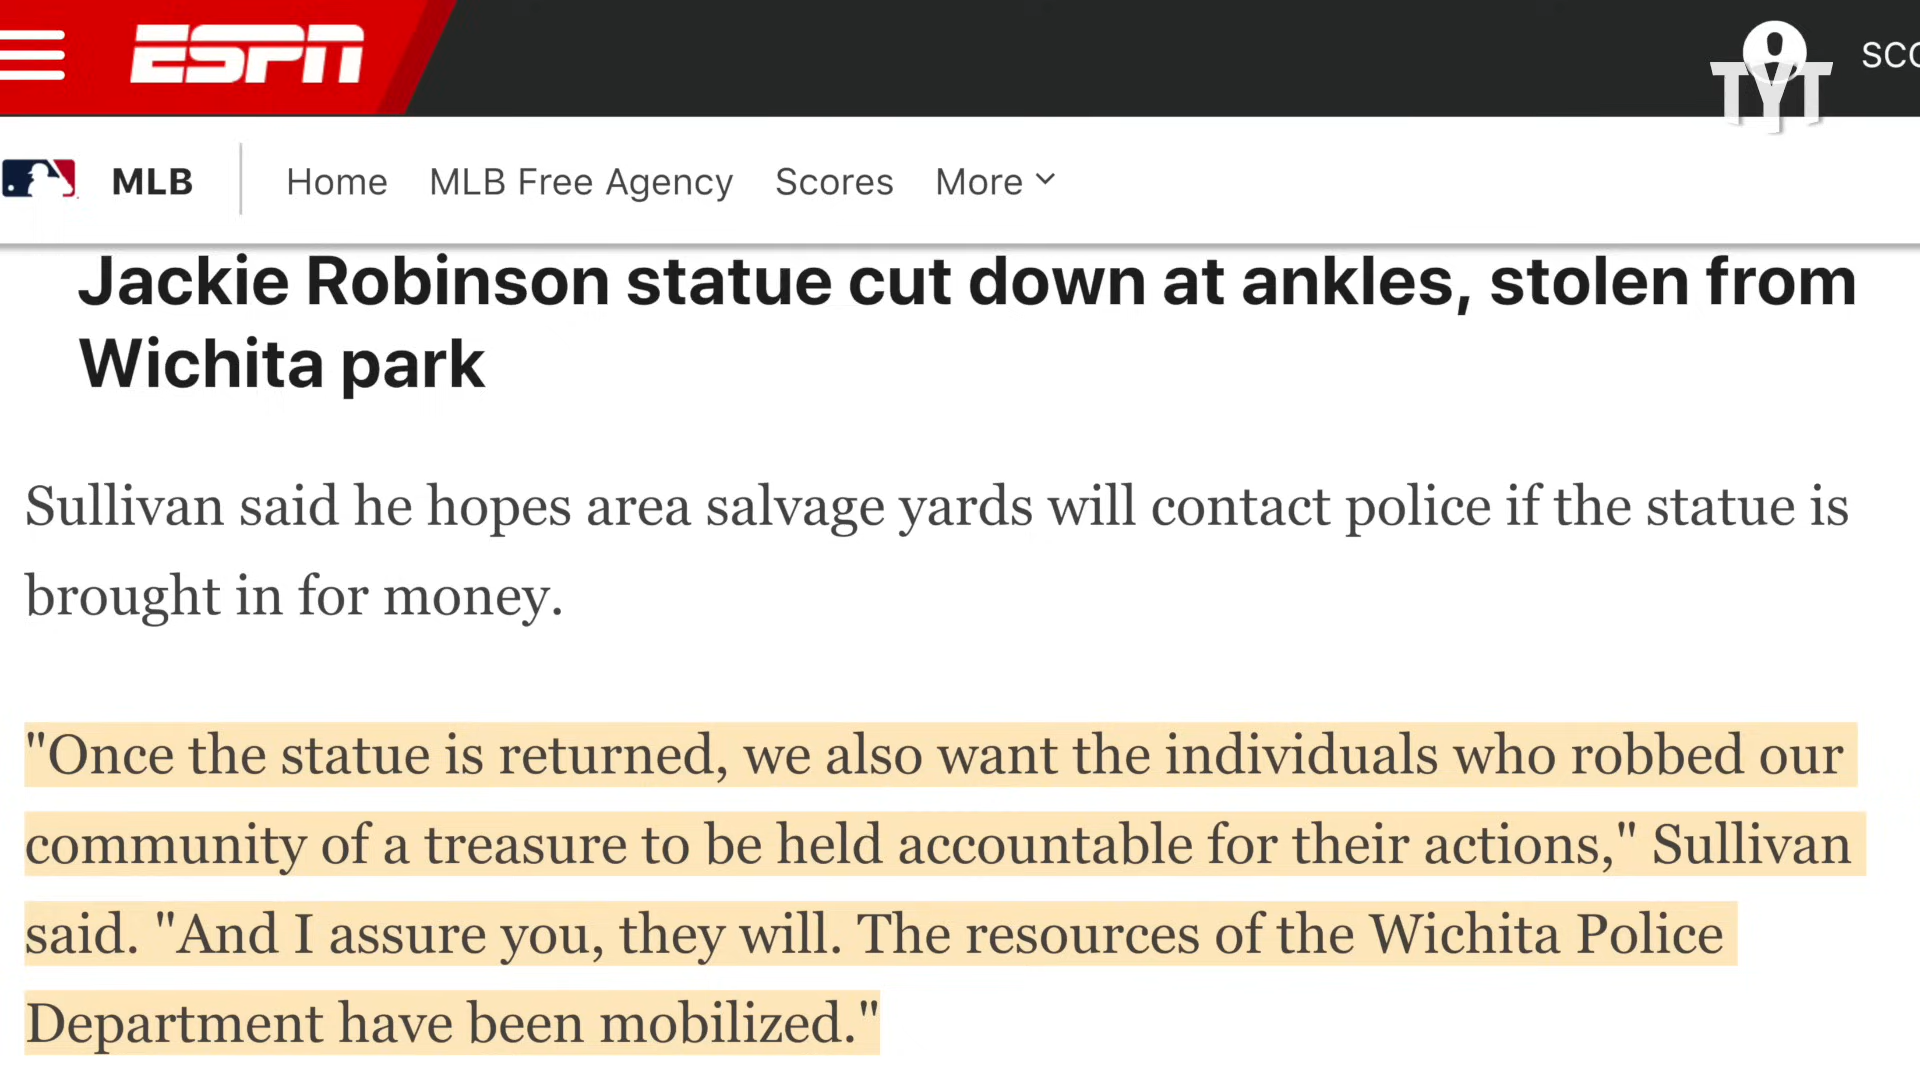 ESPN
TYT
SCO
MLB
Home
MLB Free Agency
Scores
More
Jackie Robinson statue cut down at ankles, stolen from
Wichita park
Sullivan said he hopes area salvage yards will contact police if the statue is
brought in for money.
"Once the statue is returned, we also want the individuals who robbed our
community of a treasure to be held accountable for their actions," Sullivan
said. "And I assure you, they will. The resources of the Wichita Police
Department have been mobilized."